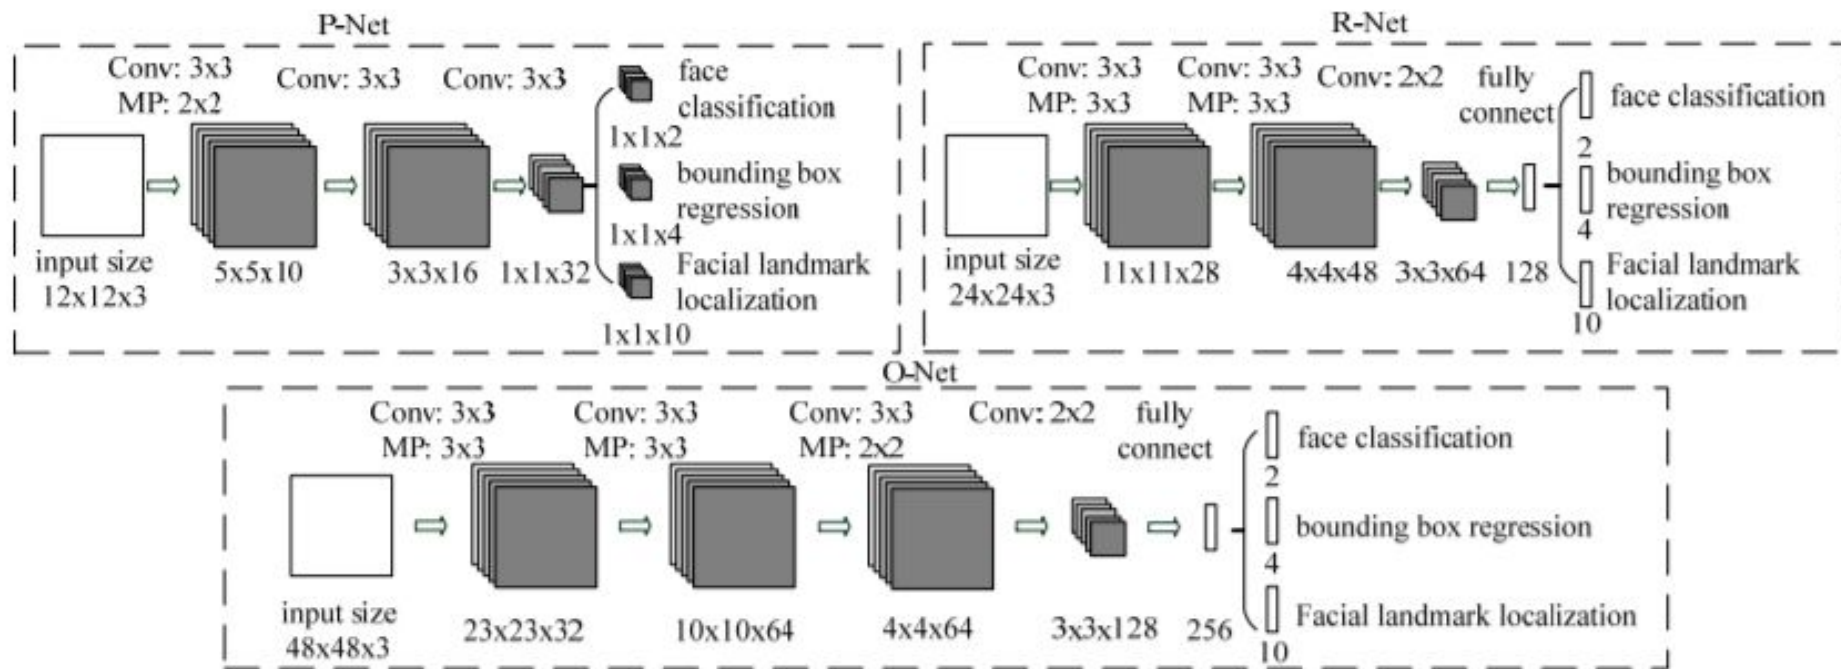 P-Net
Conv: 3x3
MP: 2x2
Conv: 3x3
Conv: 3x3
face
classification
1x1x2
bounding box
regression
1x1x4
Facial landmark
localization
1x1x10
input size
12x12x3
5x5x10
3x3x16
1x1x32
R-Net
Conv: 3x3
MP: 3x3
Conv: 3x3
MP: 3x3
Conv: 2x2
fully
connect
face classification
2
bounding box
regression
4
Facial landmark
localization
10
input size
24x24x3
11x11x28
4x4x48
3x3x64
128
O-Net
Conv: 3x3
MP: 3x3
Conv: 3x3
MP: 3x3
Conv: 3x3
MP: 2x2
Conv: 2x2
fully
connect
face classification
2
bounding box regression
4
Facial landmark localization
10
input size
48x48x3
23x23x32
10x10x64
4x4x64
3x3x128
256